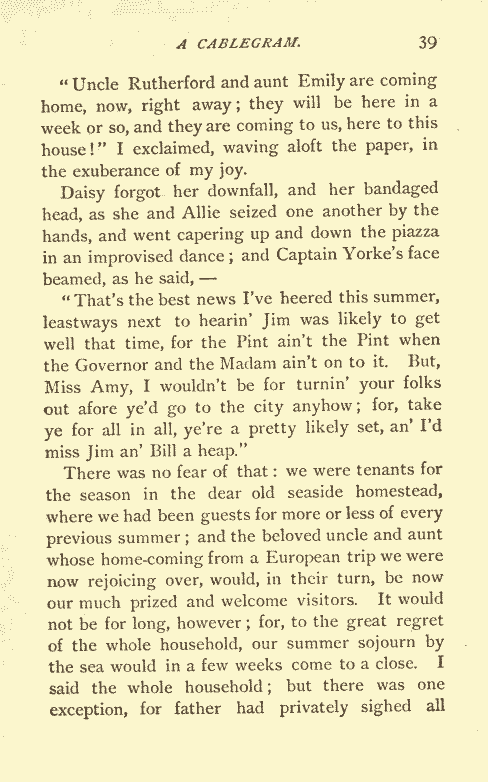 A CABLEGRAM. 39
“Uncle Rutherford and aunt Emily are coming
home, now, right away; they will be here in a
week or so, and they are coming to us, here to this
house!” I exclaimed, waving aloft the paper, in
the exuberance of my joy.
Daisy forgot her downfall, and her bandaged
head, as she and Allie seized one another by the
hands, and went capering up and down the piazza
in an improvised dance; and Captain Yorke’s face
beamed, as he said, —
“That’s the best news I’ve heered this summer,
leastways next to hearin’ Jim was likely to get
well that time, for the Pint ain’t the Pint when
the Governor and the Madam ain’t on to it. But,
Miss Amy, I wouldn’t be for turnin’ your folks
out afore ye’d go to the city anyhow; for, take
ye for all in all, ye’re a pretty likely set, an’ I’d
miss Jim an’ Bill a heap.”
There was no fear of that: we were tenants for
the season in the dear old seaside homestead,
where we had been guests for more or less of every
previous summer; and the beloved uncle and aunt
whose home-coming from a European trip we were
now rejoicing over, would, in their turn, be now
our much prized and welcome visitors. It would
not be for long, however; for, to the great regret
of the whole household, our summer sojourn by
the sea would in a few weeks come to a close. I
said the whole household; but there was one
exception, for father had privately sighed all